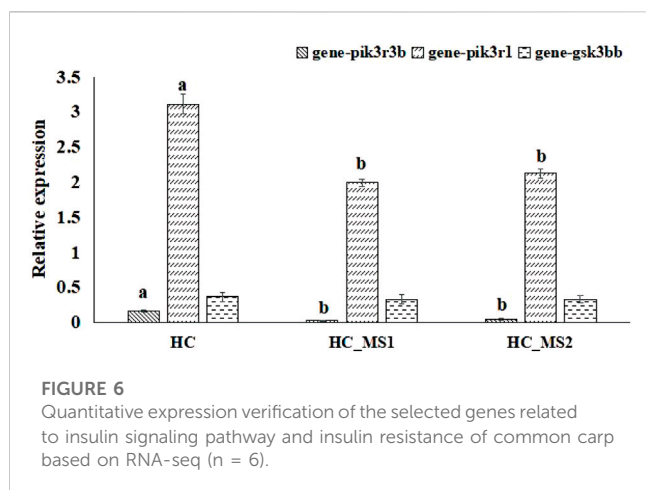 gene-pik3r3b gene-pik3r1 gene-gsk3bb
Relative expression
3.5
3
2.5
2
1.5
1
0.5
0
a
a
b
b
b
b
HC
HC_MS1
HC_MS2
FIGURE 6
Quantitative expression verification of the selected genes related
to insulin signaling pathway and insulin resistance of common carp
based on RNA-seq (n = 6).